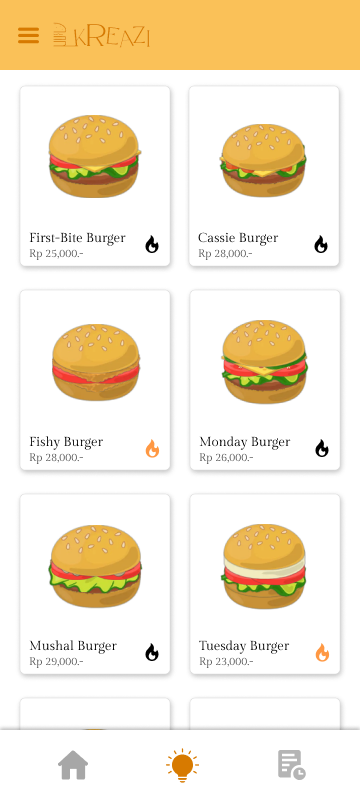 KREAZI
First-Bite Burger
Rp 25,000.-
Cassie Burger
Rp 28,000.-
Fishy Burger
Rp 28,000.-
Monday Burger
Rp 26,000.-
Mushal Burger
Rp 29,000.-
Tuesday Burger
Rp 23,000.-